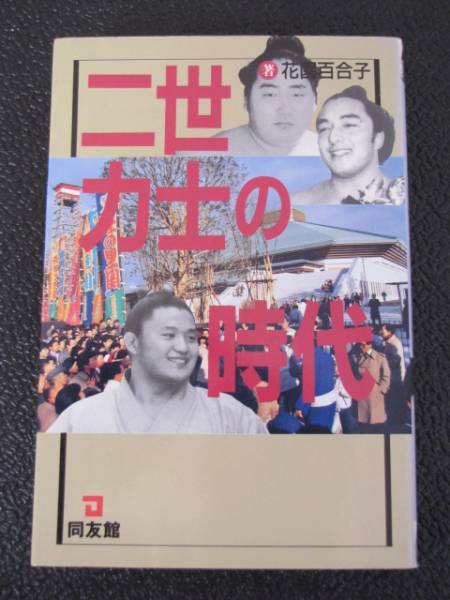 著 花田百合子
二世
力士の
時代
同友館